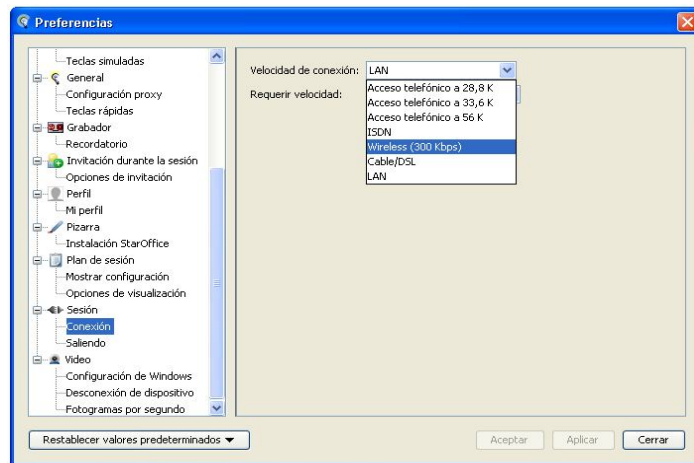 Preferencias
Teclas simuladas
General
Configuración proxy
Teclas rápidas
Grabador
Recordatorio
Invitación durante la sesión
Opciones de invitación
Perfil
Mi perfil
Pizarra
Instalación StarOffice
Plan de sesión
Mostrar configuración
Opciones de visualización
Sesión
Conexión
Saliendo
Video
Configuración de Windows
Desconexión de dispositivo
Fotogramas por segundo
Velocidad de conexión: LAN
Requerir velocidad:
Acceso telefónico a 28,8 K
Acceso telefónico a 33,6 K
Acceso telefónico a 56 K
ISDN
Wireless (300 Kbps)
Cable/DSL
LAN
Restablecer valores predeterminados
Aceptar
Aplicar
Cerrar